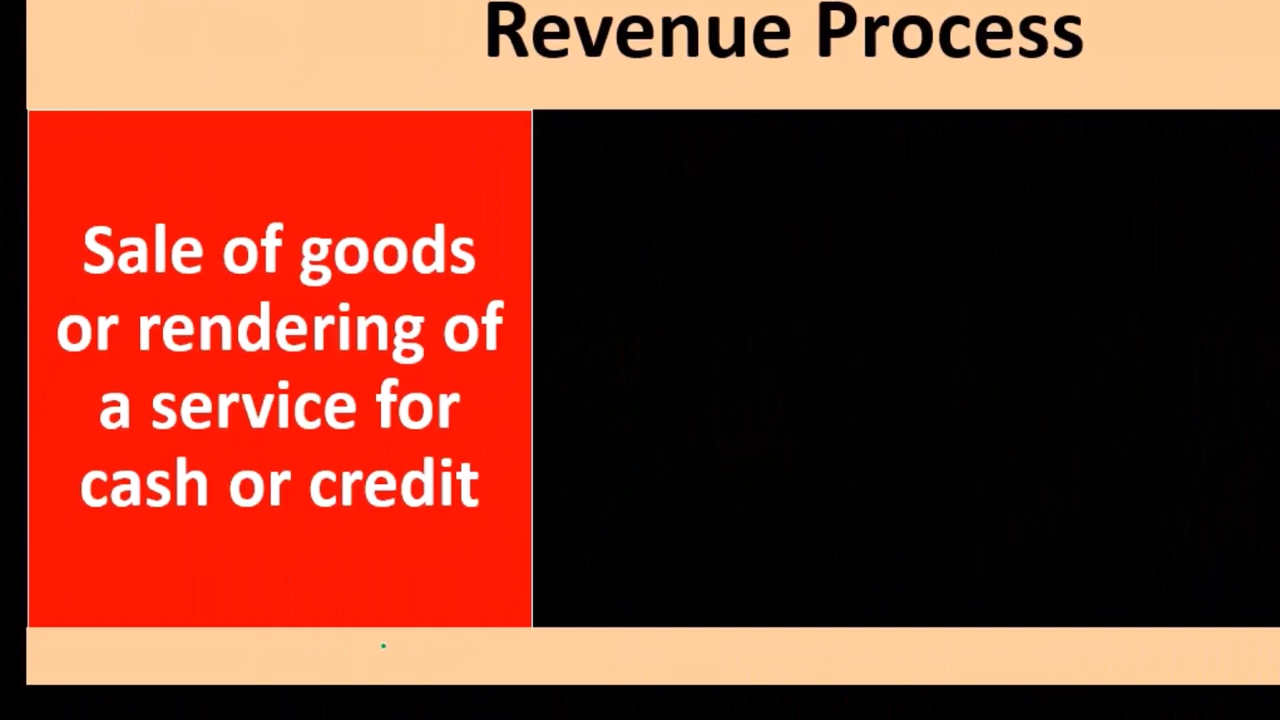 Revenue Process
Sale of goods
or rendering of
a service for
cash or credit